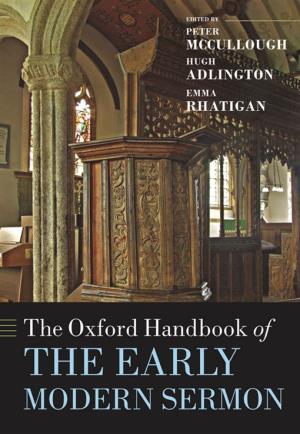 EDITED BY
PETER
MCCULLOUGH
HUGH
ADLINGTON
EMMA
RHATIGAN
The Oxford Handbook of
THE EARLY
MODERN SERMON